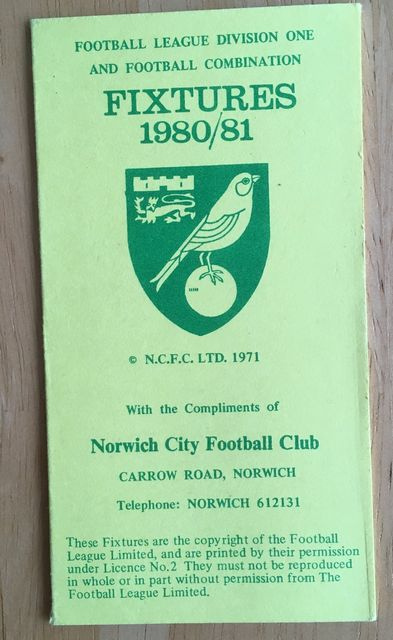 FOOTBALL LEAGUE DIVISION ONE
AND FOOTBALL COMBINATION
FIXTURES
1980/81
© N.C.F.C. LTD. 1971
With the Compliments of
Norwich City Football Club
CARROW ROAD, NORWICH
Telephone: NORWICH 612131
These Fixtures are the copyright of the Football
League Limited, and are printed by their permission
under Licence No.2 They must not be reproduced
in whole or in part without permission from The
Football League Limited.